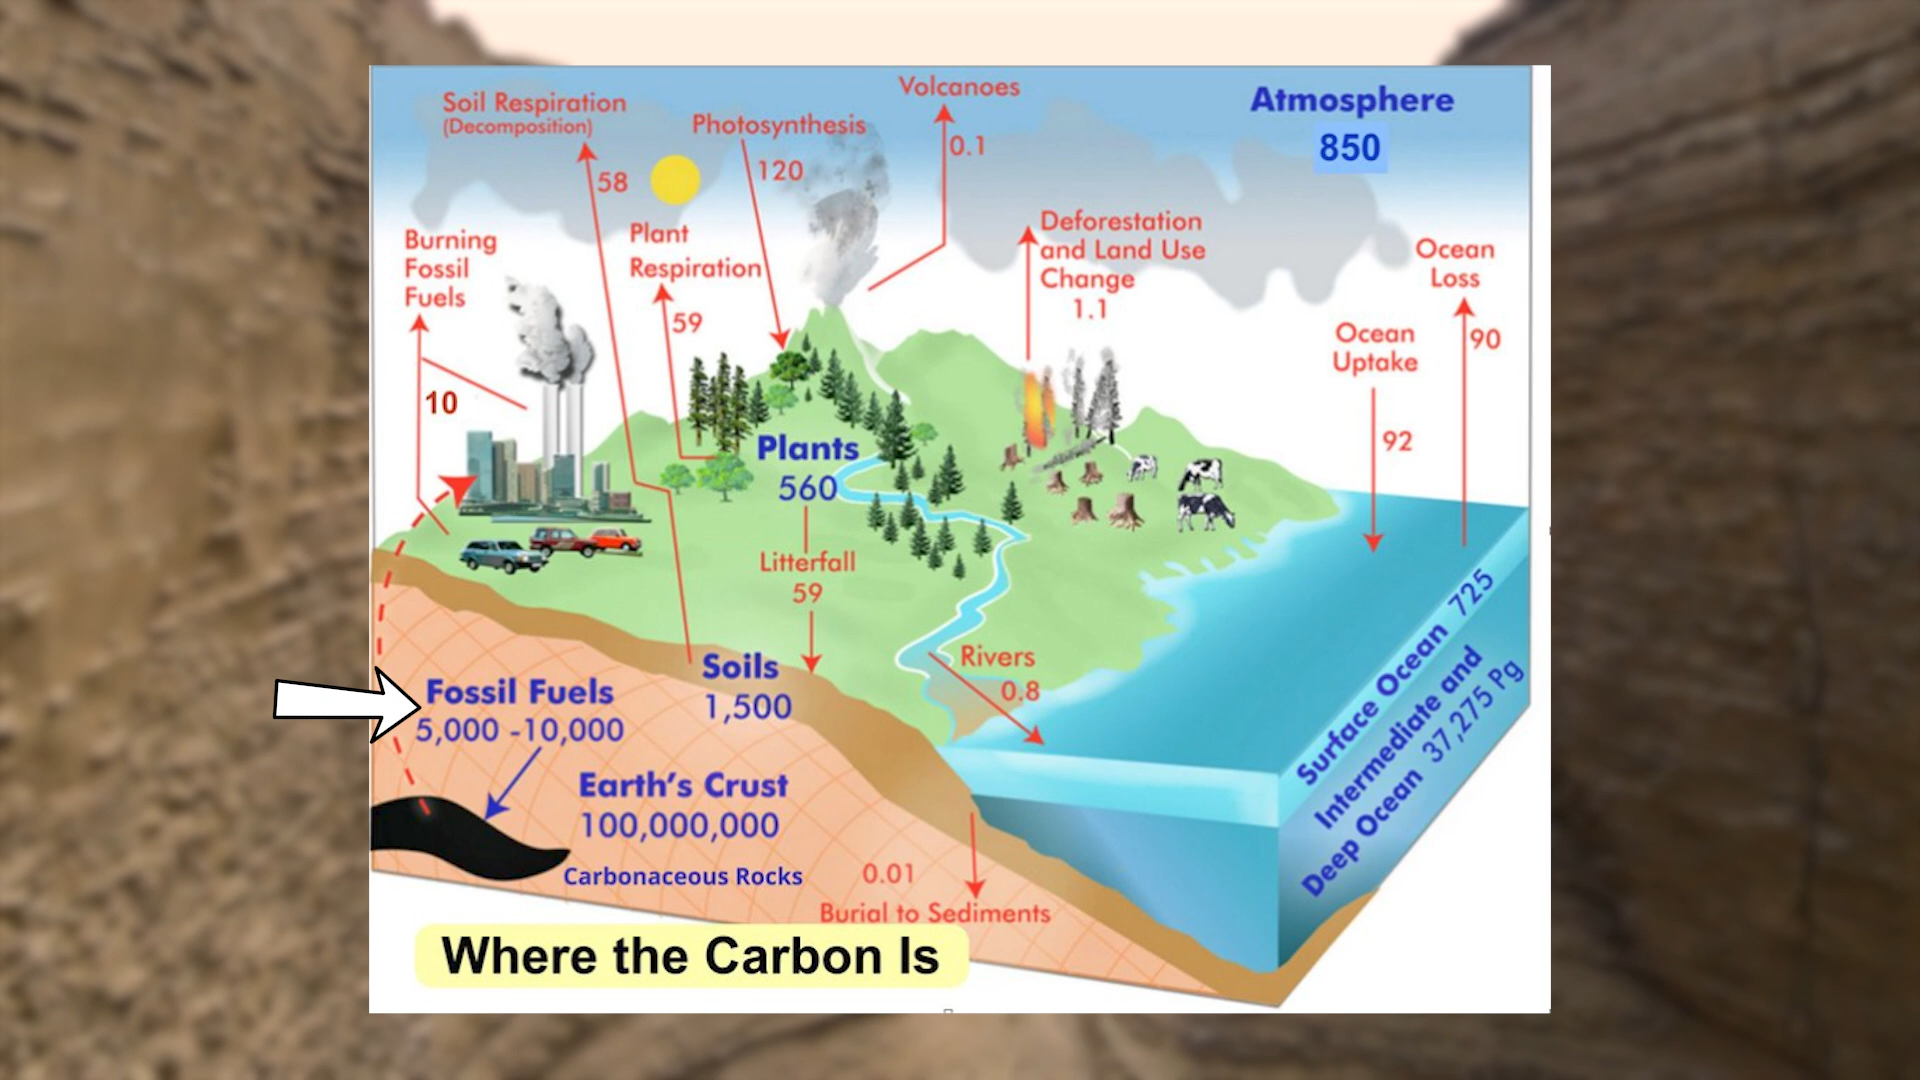 Soil Respiration
(Decomposition)
58
Photosynthesis
120
Volcanoes
0.1
Atmosphere
850
Burning
Fossil
Fuels
10
Plant
Respiration
59
Deforestation
and Land Use
Change
1.1
Ocean
Loss
90
Ocean
Uptake
92
Plants
560
Litterfall
59
Soils
1,500
Rivers
0.8
Surface Ocean 725
Intermediate and
Deep Ocean 37,275 Pg
Fossil Fuels
5,000 -10,000
Earth's Crust
100,000,000
Carbonaceous Rocks
0.01
Burial to Sediments
Where the Carbon Is